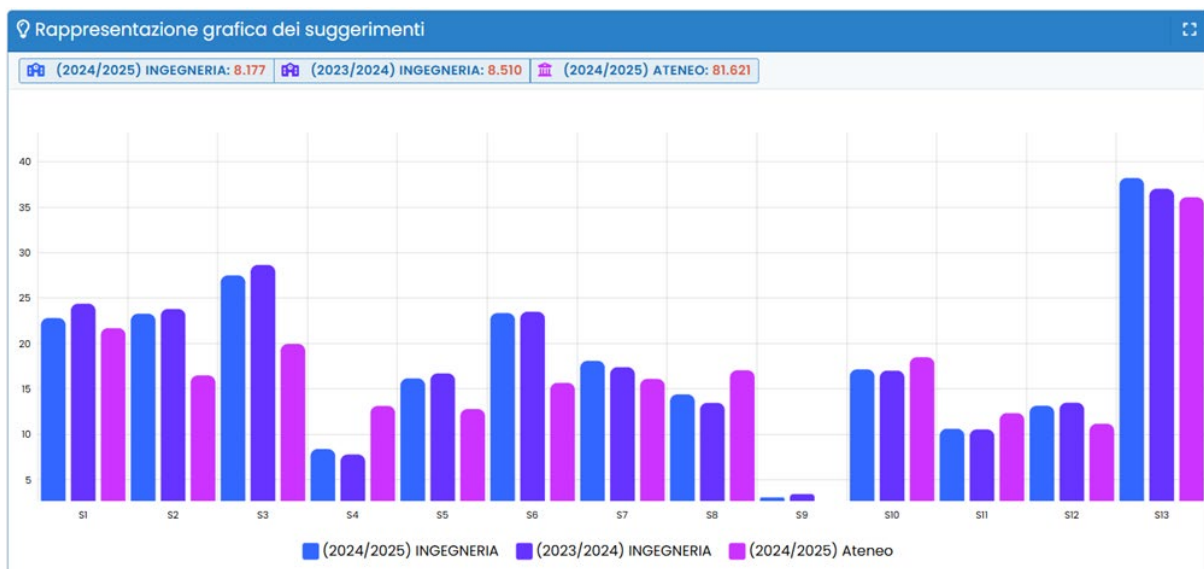 Rappresentazione grafica dei suggerimenti
(2024/2025) INGEGNERIA: 8.177 (2023/2024) INGEGNERIA: 8.510 (2024/2025) ATENEO: 81.621
40
35
30
25
20
15
10
5
S1 S2 S3 S4 S5 S6 S7 S8 S9 S10 S11 S12 S13
(2024/2025) INGEGNERIA (2023/2024) INGEGNERIA (2024/2025) Ateneo